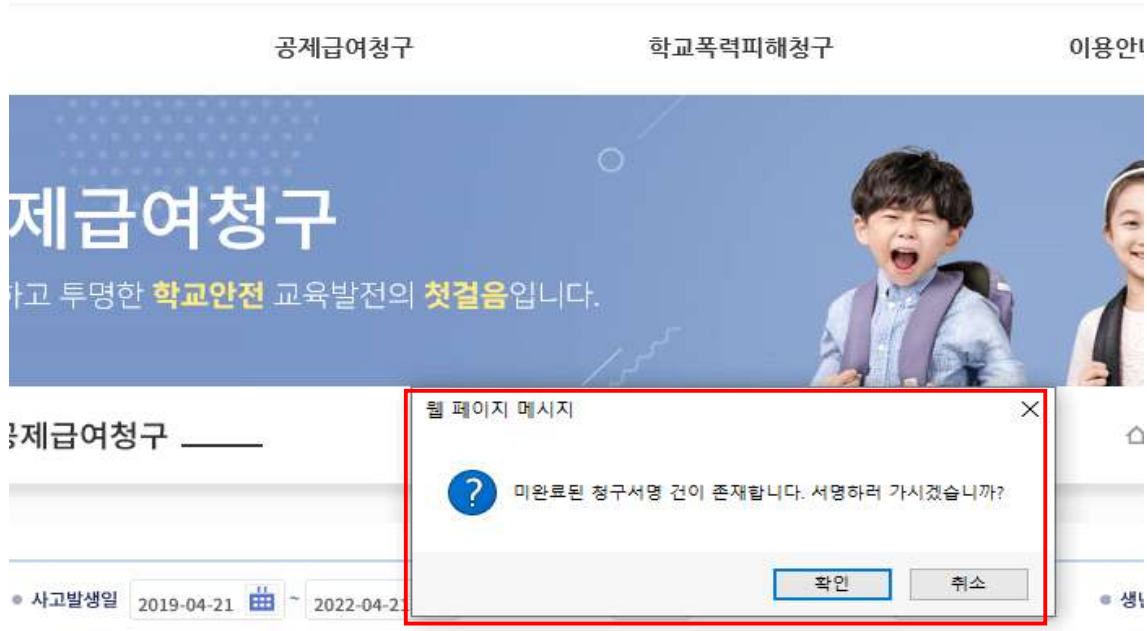 공제급여청구 학교폭력피해청구 이용안
제급여청구
하고 투명한 학교안전 교육발전의 첫걸음입니다.
웹 페이지 메시지
공제급여청구
미완료된 청구서명 건이 존재합니다. 서명하러 가시겠습니까?
확인 취소
사고발생일 2019-04-21 ~ 2022-04-21